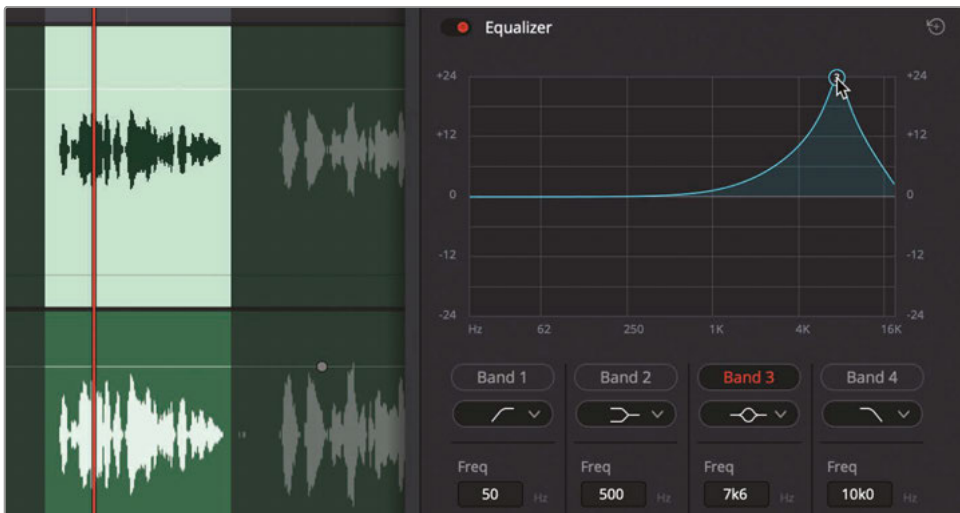 Equalizer
+24 +24
+12 +12
0 0
-12 -12
-24 -24
Hz 62 250 1K 4K 16K
Band 1 Band 2 Band 3 Band 4
Freq Freq Freq Freq
50 Hz 500 Hz 7k6 Hz 10k0 Hz